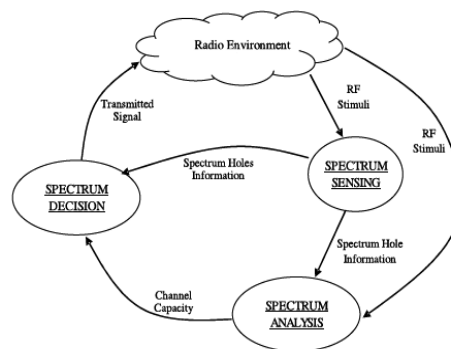 Radio Environment
RF
Stimuli
RF
Stimuli
Transmitted
Signal
Spectrum Holes
Information
SPECTRUM
SENSING
SPECTRUM
DECISION
Spectrum Hole
Information
Channel
Capacity
SPECTRUM
ANALYSIS